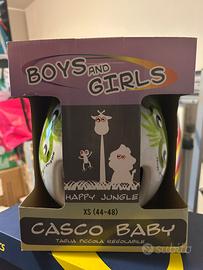 BOYS AND GIRLS
HAPPY JUNGLE
XS (44-48)
CASCO BABY
TAGLIA PICCOLA REGOLABILE
subito